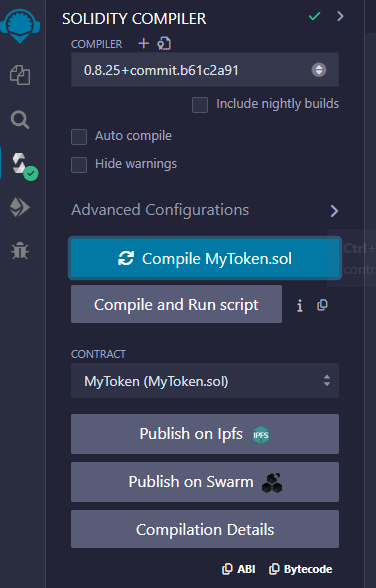 SOLIDITY COMPILER
COMPILER
0.8.25+commit.b61c2a91
Include nightly builds
Auto compile
Hide warnings
Advanced Configurations
Compile MyToken.sol
Ctrl+
contr
Compile and Run script
CONTRACT
MyToken (MyToken.sol)
Publish on Ipfs
IPFS
Publish on Swarm
Compilation Details
ABI
Bytecode